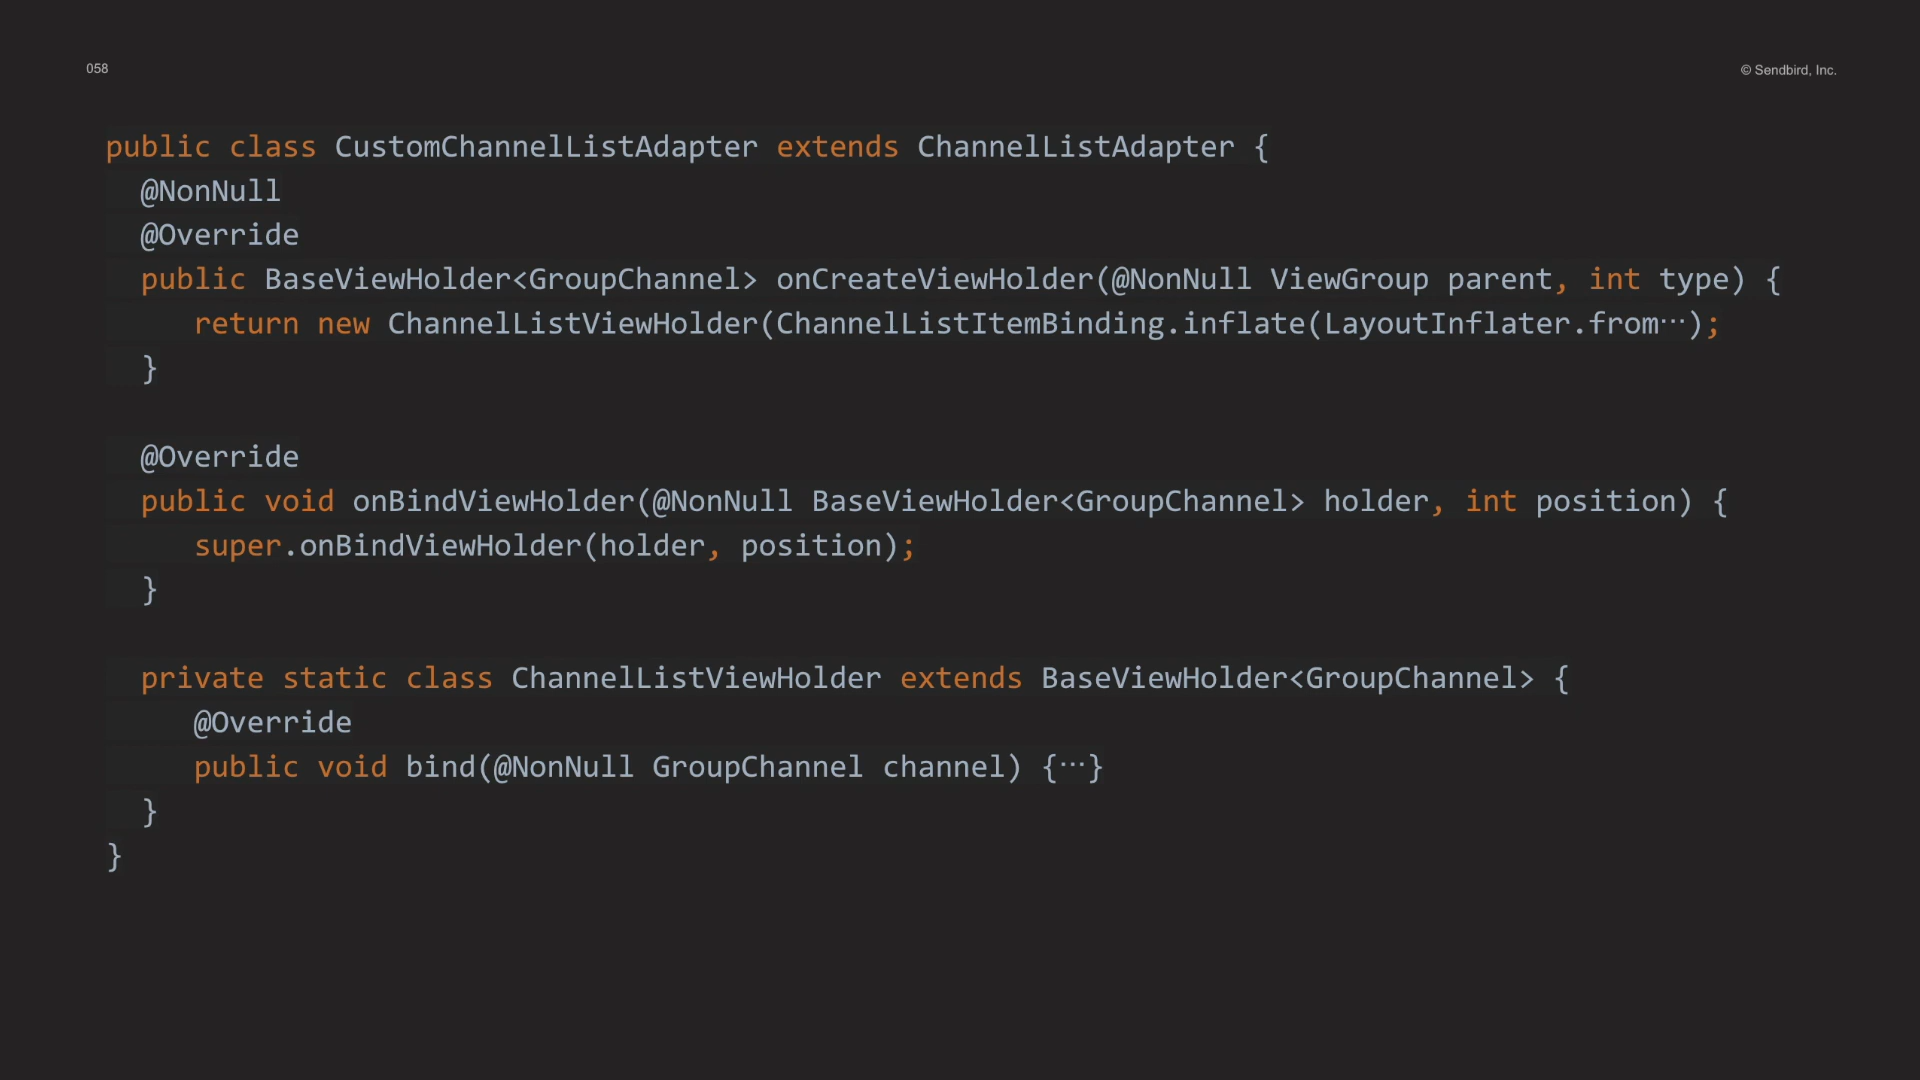 058
© Sendbird, Inc.
public class CustomChannelListAdapter extends ChannelListAdapter {
@NonNull
@Override
public BaseViewHolder<GroupChannel> onCreateViewHolder(@NonNull ViewGroup parent, int type) {
return new ChannelListViewHolder(ChannelListItemBinding.inflate(LayoutInflater.from⋯);
}
@Override
public void onBindViewHolder(@NonNull BaseViewHolder<GroupChannel> holder, int position) {
super.onBindViewHolder(holder, position);
}
private static class ChannelListViewHolder extends BaseViewHolder<GroupChannel> {
@Override
public void bind(@NonNull GroupChannel channel) {⋯}
}
}